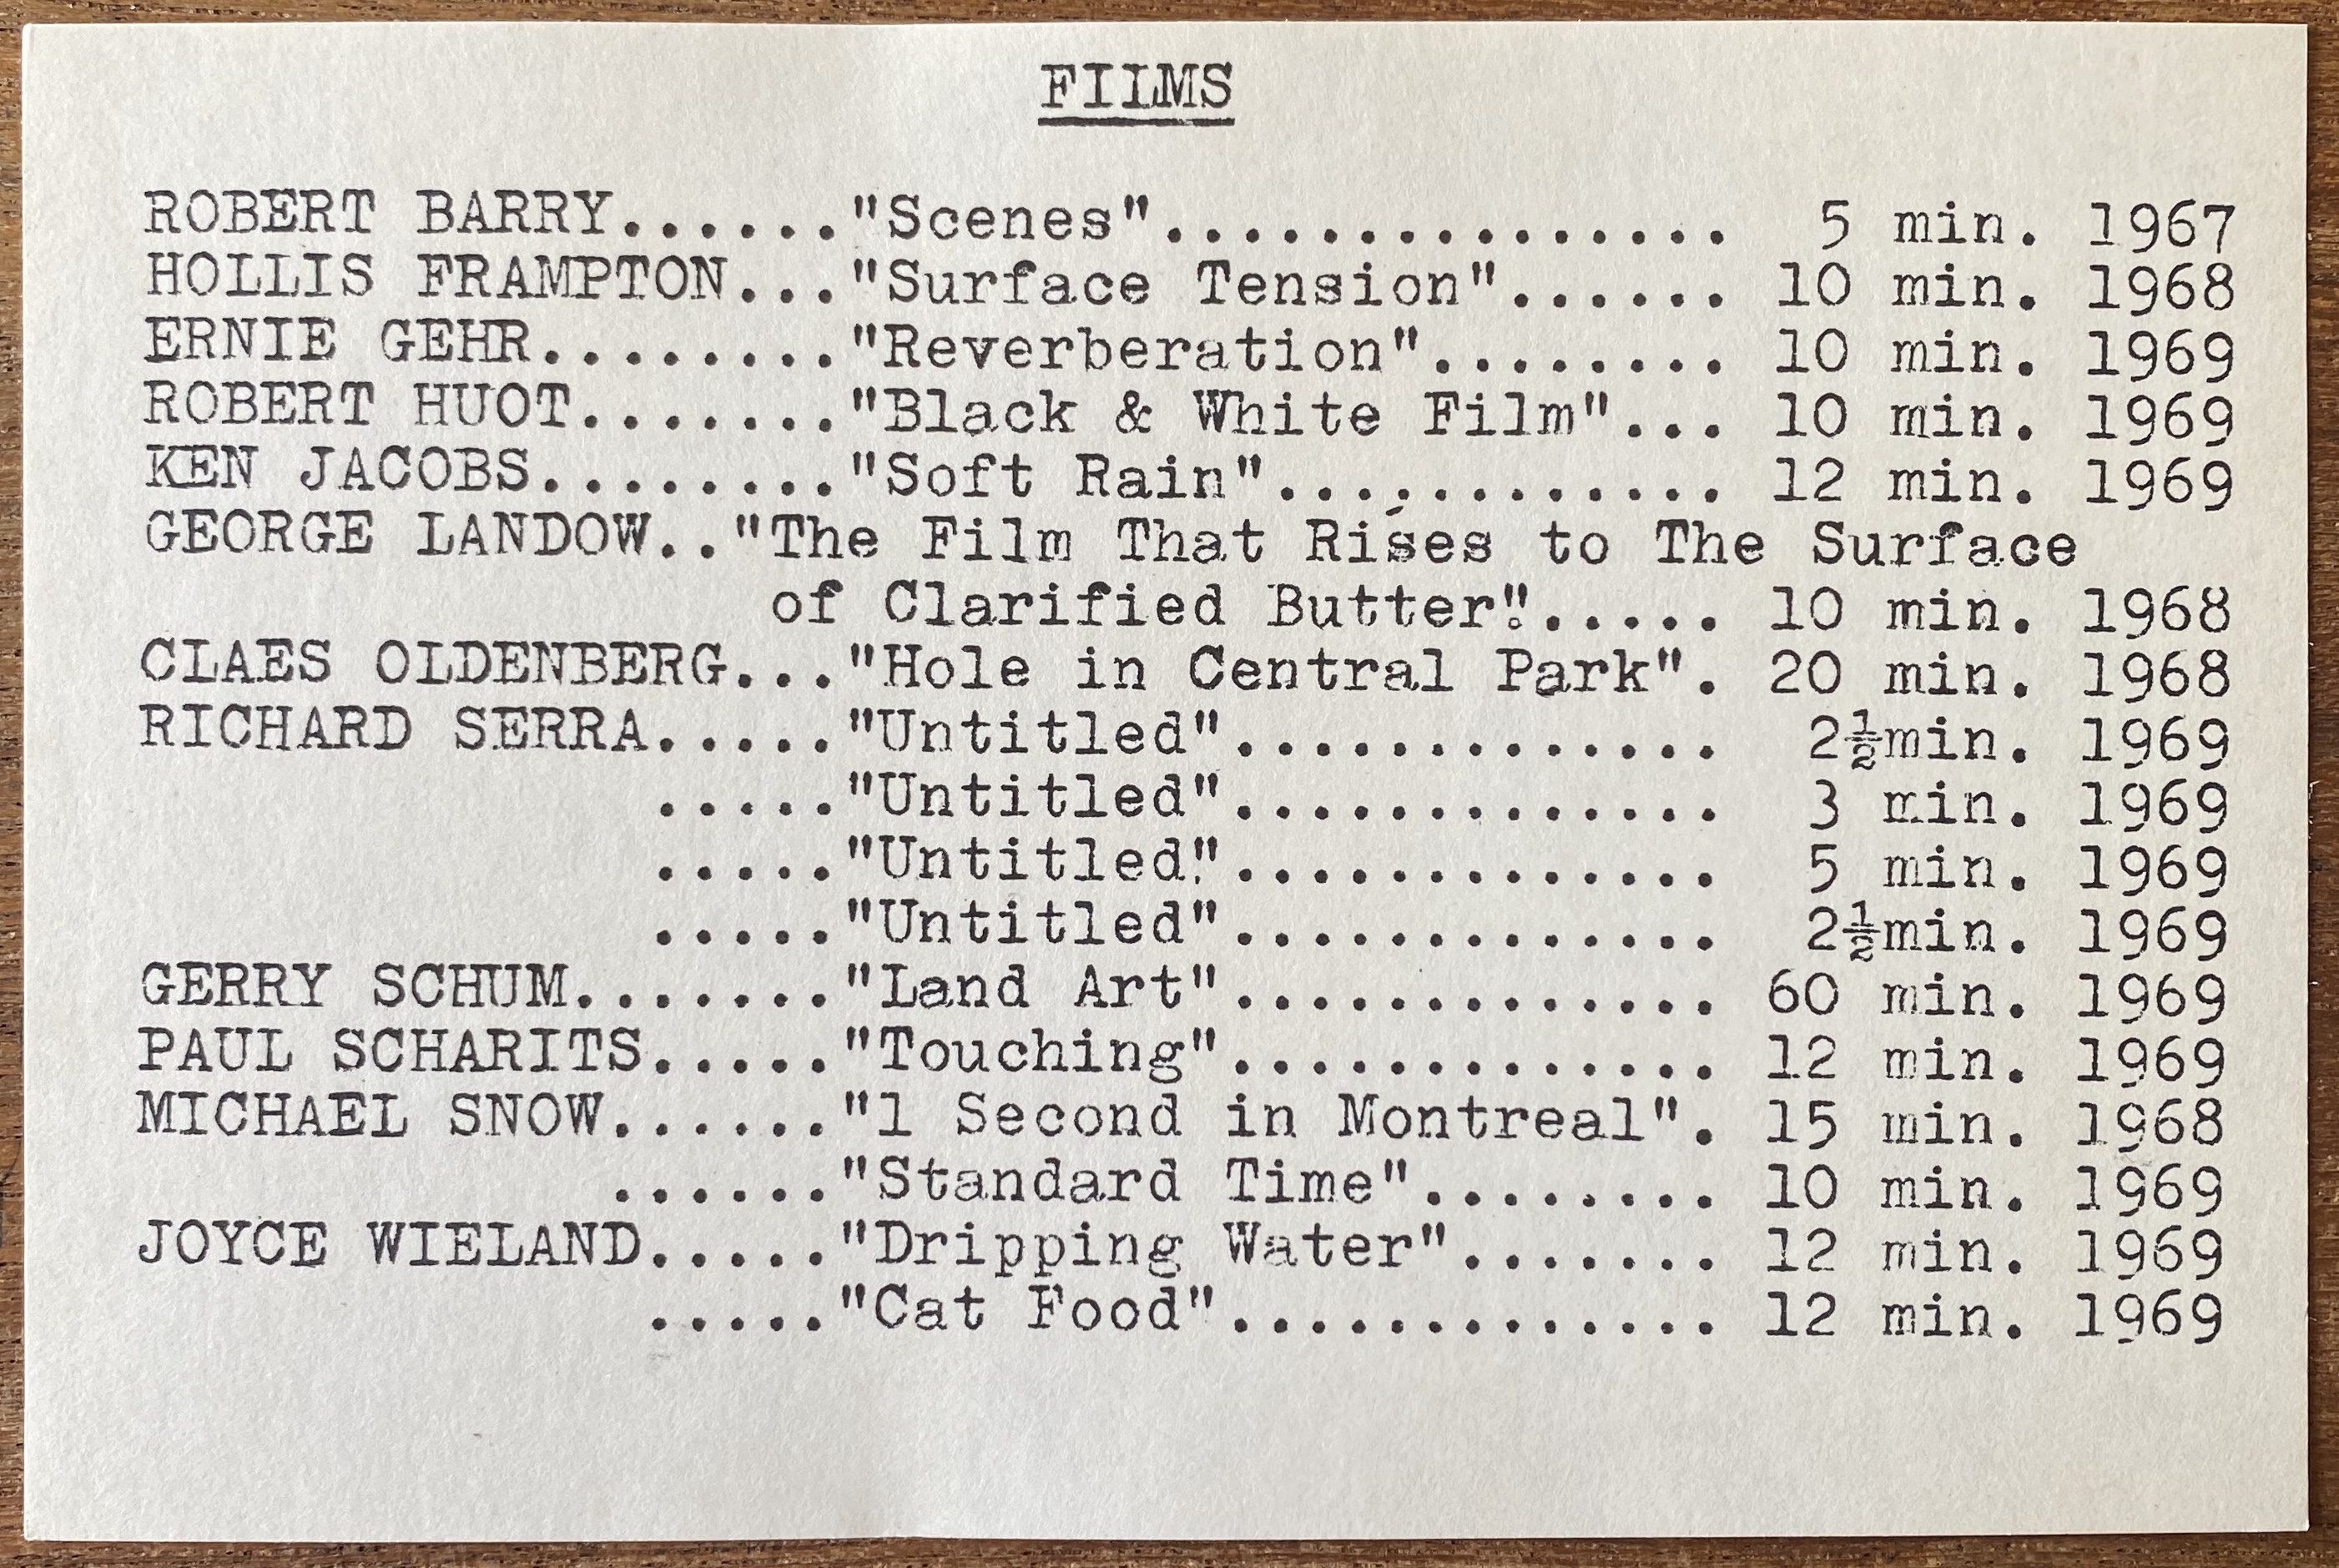 FILMS
ROBERT BARRY......"Scenes"............... 5 min. 1967
HOLLIS FRAMPTON..."Surface Tension"...... 10 min. 1968
ERNIE GEHR........"Reverberation"........ 10 min. 1969
ROBERT HUOT......."Black & White Film"... 10 min. 1969
KEN JACOBS........"Soft Rain"............ 12 min. 1969
GEORGE LANDOW.."The Film That Rises to The Surface
of Clarified Butter"..... 10 min. 1968
CLAES OLDENBERG..."Hole in Central Park". 20 min. 1968
RICHARD SERRA....."Untitled"............. 2½min. 1969
....."Untitled"............. 3 min. 1969
....."Untitled"............. 5 min. 1969
....."Untitled"............. 2½min. 1969
GERRY SCHUM......."Land Art"............. 60 min. 1969
PAUL SCHARITS....."Touching"............. 12 min. 1969
MICHAEL SNOW......"1 Second in Montreal". 15 min. 1968
......"Standard Time"........ 10 min. 1969
JOYCE WIELAND....."Dripping Water"....... 12 min. 1969
....."Cat Food"............. 12 min. 1969